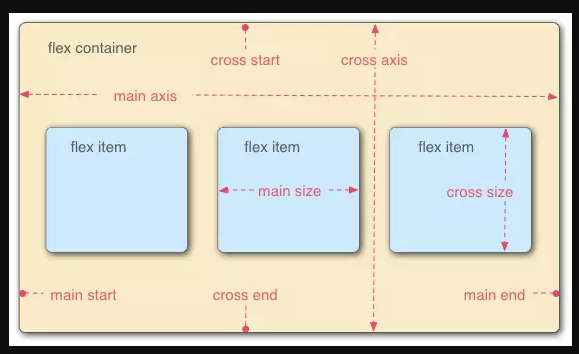 flex container
cross start
cross axis
main axis
flex item
flex item
flex item
main size
cross size
main start
cross end
main end